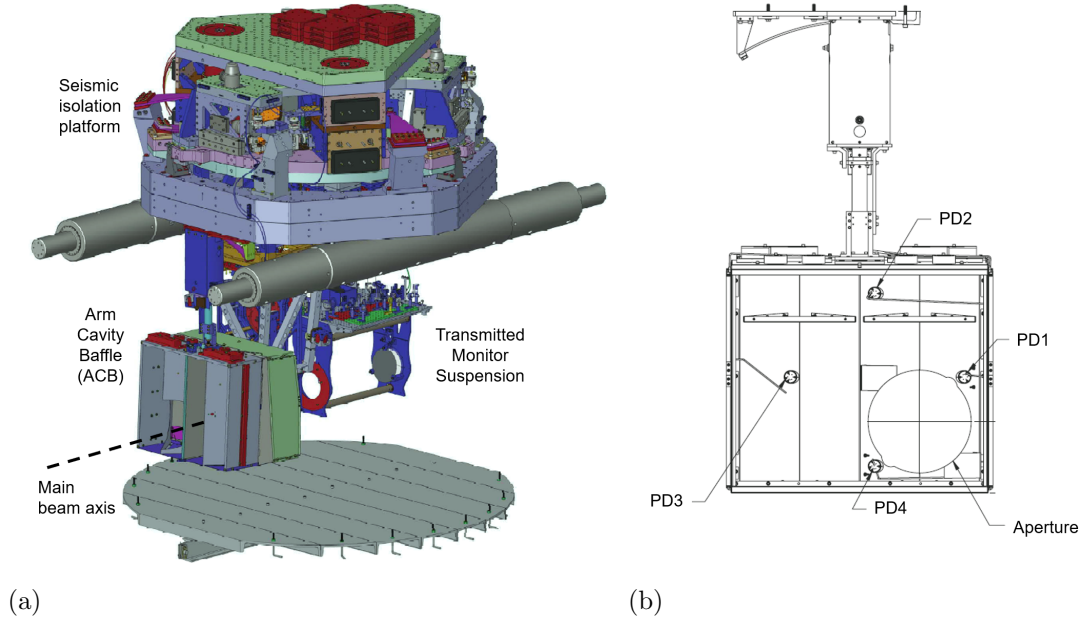 Seismic
isolation
platform
Arm
Cavity
Baffle
(ACB)
Transmitted
Monitor
Suspension
Main
beam axis
(a)
PD2
PD1
PD3
PD4
Aperture
(b)